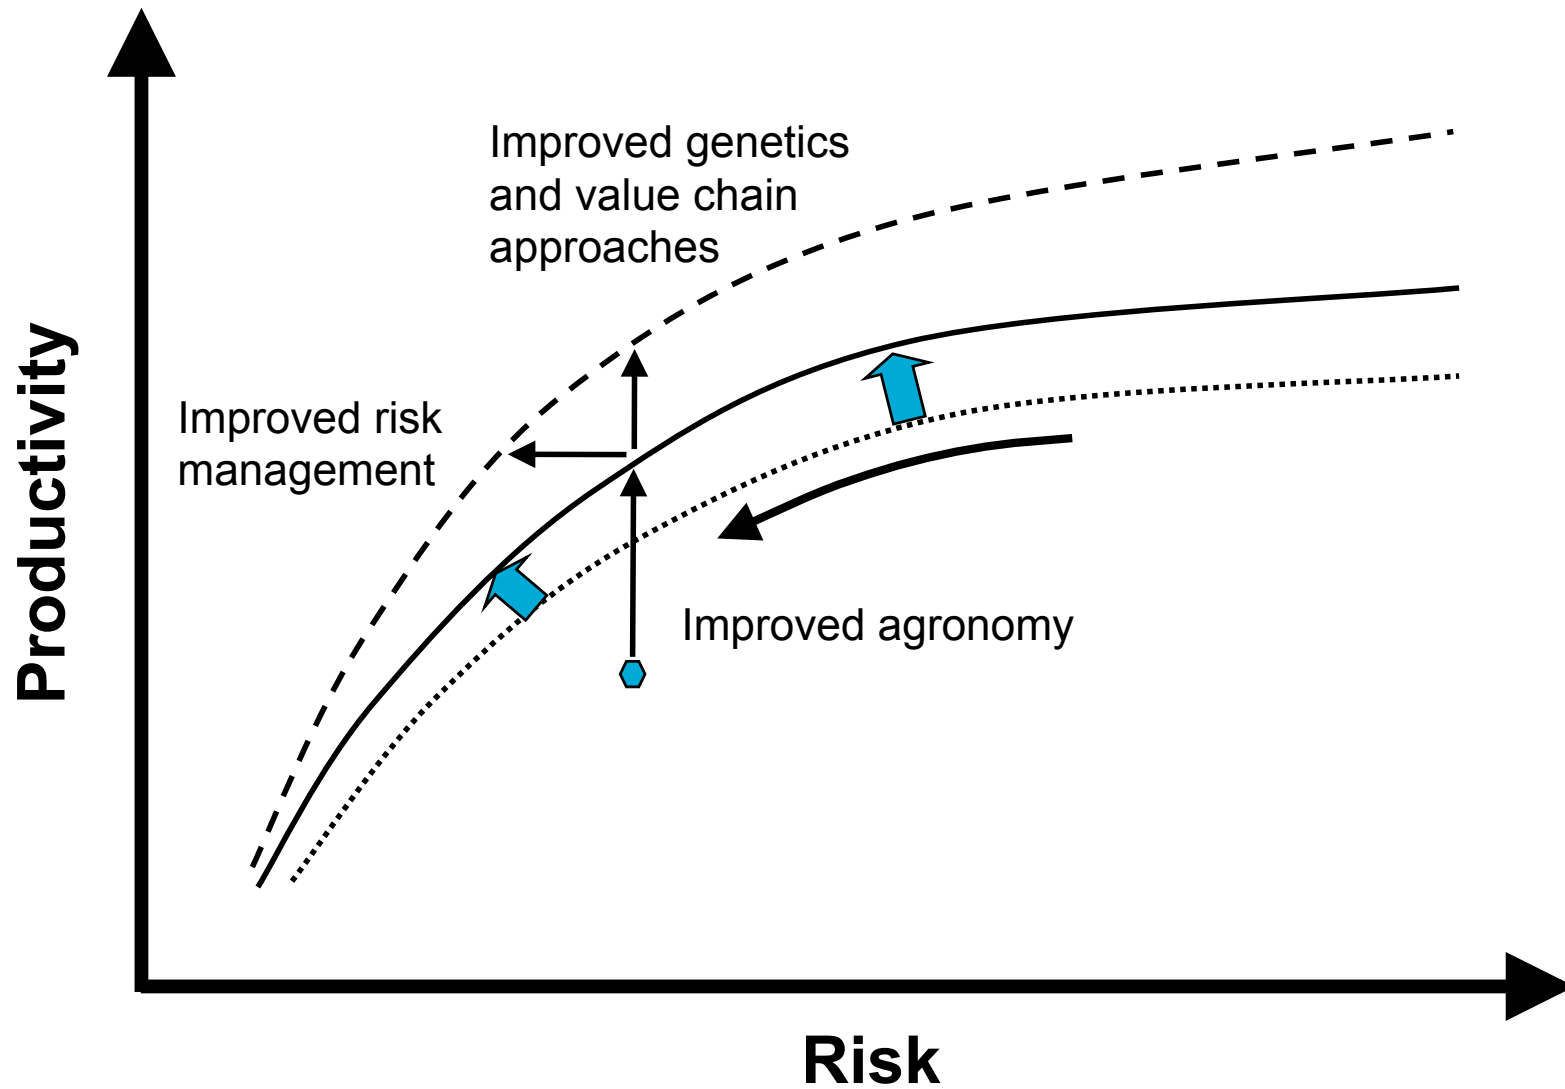 Improved genetics
and value chain
approaches
Improved risk
management
Productivity
Improved agronomy
Risk